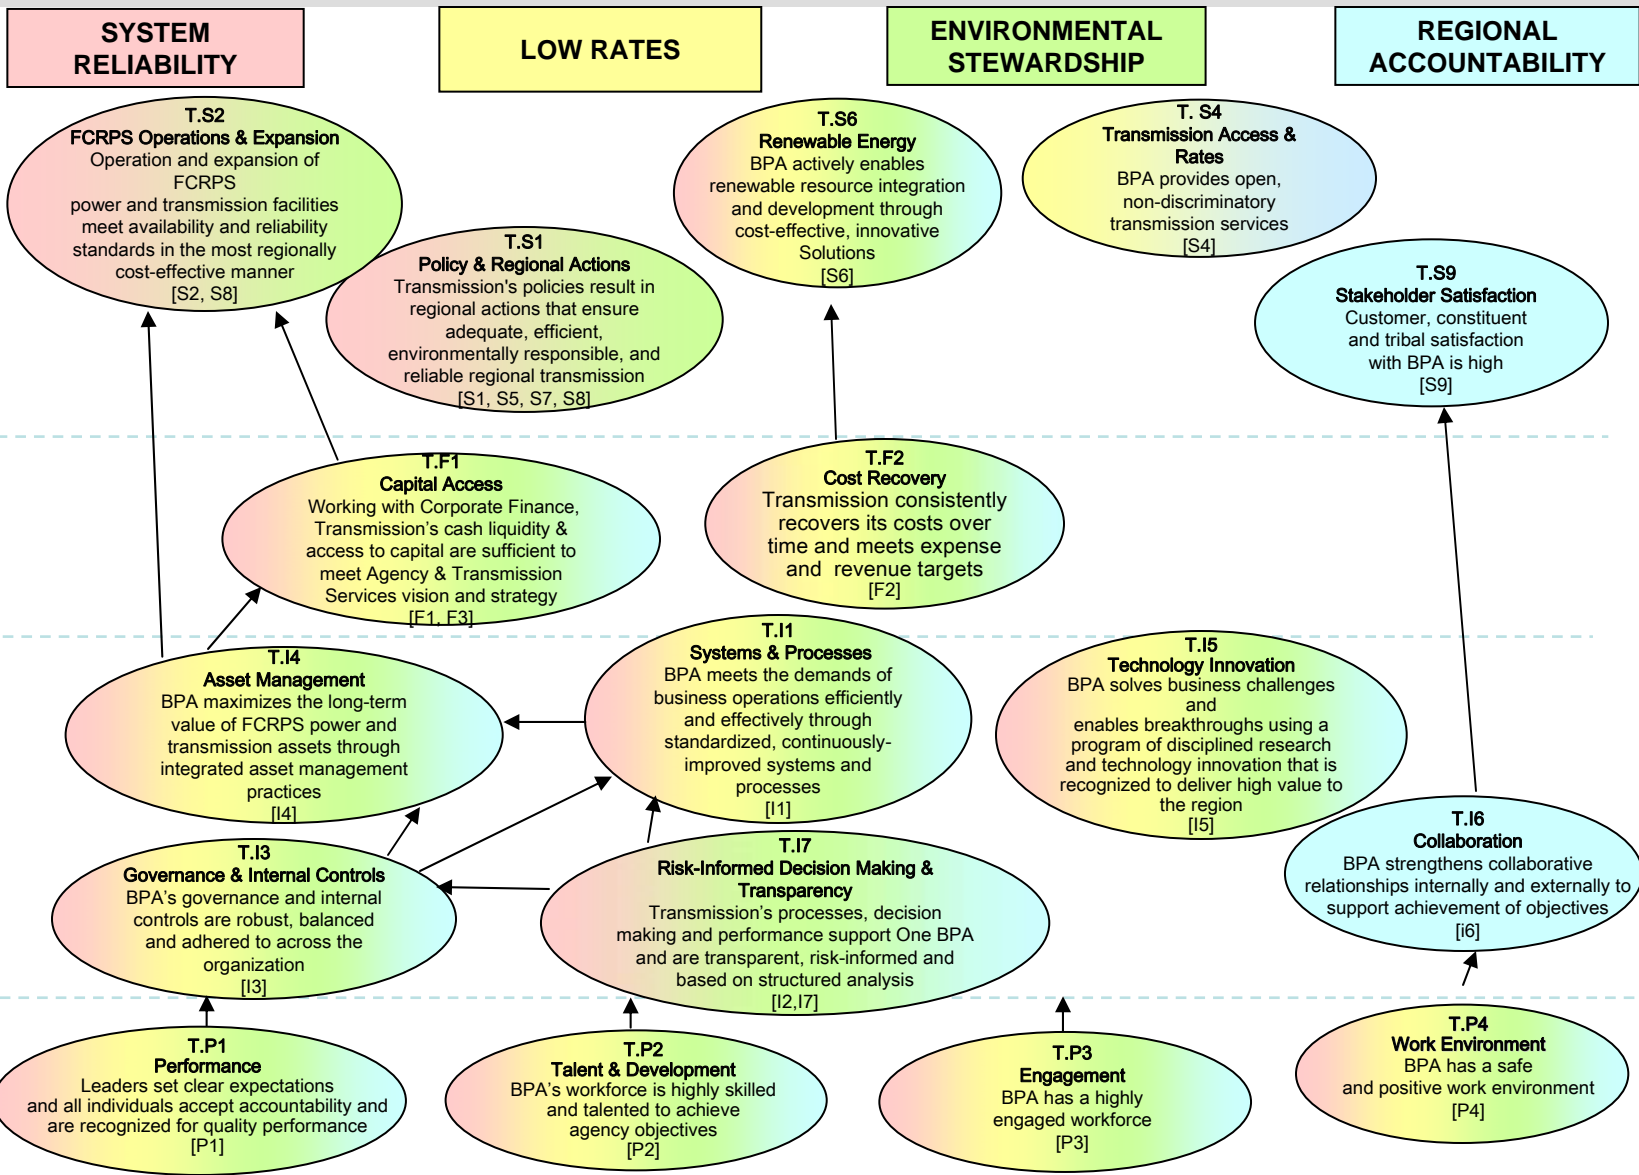 SYSTEM
RELIABILITY
LOW RATES
ENVIRONMENTAL
STEWARDSHIP
REGIONAL
ACCOUNTABILITY
T.S2
FCRPS Operations & Expansion
Operation and expansion of
FCRPS
power and transmission facilities
meet availability and reliability
standards in the most regionally
cost-effective manner
[S2, S8]
T.S1
Policy & Regional Actions
Transmission's policies result in
regional actions that ensure
adequate, efficient,
environmentally responsible, and
reliable regional transmission
[S1, S5, S7, S8]
T.S6
Renewable Energy
BPA actively enables
renewable resource integration
and development through
cost-effective, innovative
Solutions
[S6]
T. S4
Transmission Access &
Rates
BPA provides open,
non-discriminatory
transmission services
[S4]
T.S9
Stakeholder Satisfaction
Customer, constituent
and tribal satisfaction
with BPA is high
[S9]
T.F1
Capital Access
Working with Corporate Finance,
Transmission’s cash liquidity &
access to capital are sufficient to
meet Agency & Transmission
Services vision and strategy
[F1, F3]
T.F2
Cost Recovery
Transmission consistently
recovers its costs over
time and meets expense
and revenue targets
[F2]
T.I4
Asset Management
BPA maximizes the long-term
value of FCRPS power and
transmission assets through
integrated asset management
practices
[I4]
T.I1
Systems & Processes
BPA meets the demands of
business operations efficiently
and effectively through
standardized, continuously-
improved systems and
processes
[I1]
T.I5
Technology Innovation
BPA solves business challenges
and
enables breakthroughs using a
program of disciplined research
and technology innovation that is
recognized to deliver high value to
the region
[I5]
T.I3
Governance & Internal Controls
BPA’s governance and internal
controls are robust, balanced
and adhered to across the
organization
[I3]
T.I7
Risk-Informed Decision Making &
Transparency
Transmission’s processes, decision
making and performance support One BPA
and are transparent, risk-informed and
based on structured analysis
[I2,I7]
T.I6
Collaboration
BPA strengthens collaborative
relationships internally and externally to
support achievement of objectives
[i6]
T.P1
Performance
Leaders set clear expectations
and all individuals accept accountability and
are recognized for quality performance
[P1]
T.P2
Talent & Development
BPA’s workforce is highly skilled
and talented to achieve
agency objectives
[P2]
T.P3
Engagement
BPA has a highly
engaged workforce
[P3]
T.P4
Work Environment
BPA has a safe
and positive work environment
[P4]